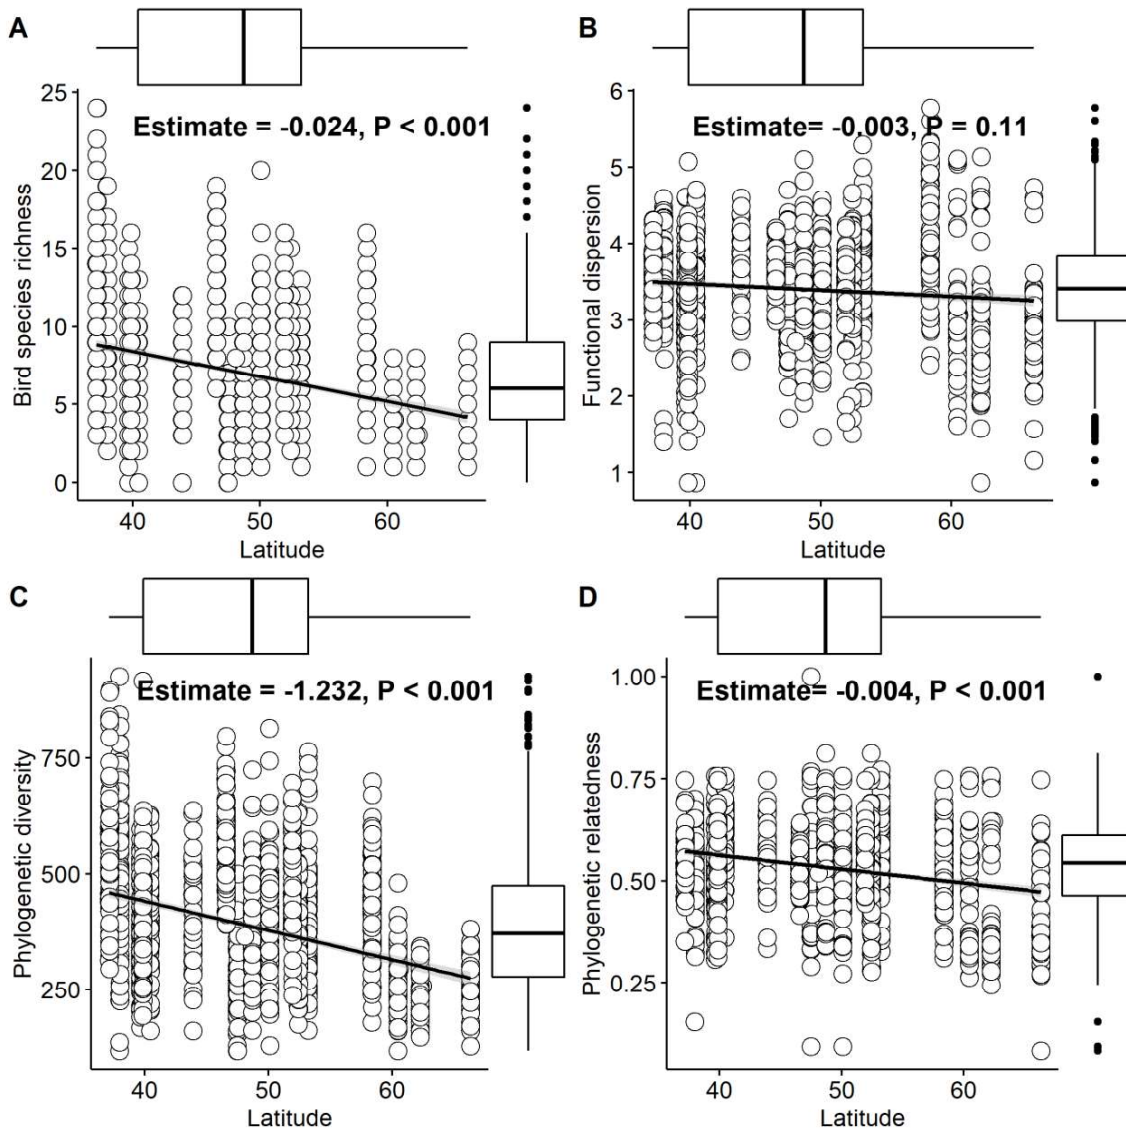 A
Estimate = -0.024, P < 0.001
Bird species richness
25
20
15
10
5
0
40 50 60
Latitude
B
Estimate= -0.003, P = 0.11
Functional dispersion
6
5
4
3
2
1
40 50 60
Latitude
C
Estimate = -1.232, P < 0.001
Phylogenetic diversity
750
500
250
40 50 60
Latitude
D
Estimate= -0.004, P < 0.001
Phylogenetic relatedness
1.00
0.75
0.50
0.25
40 50 60
Latitude